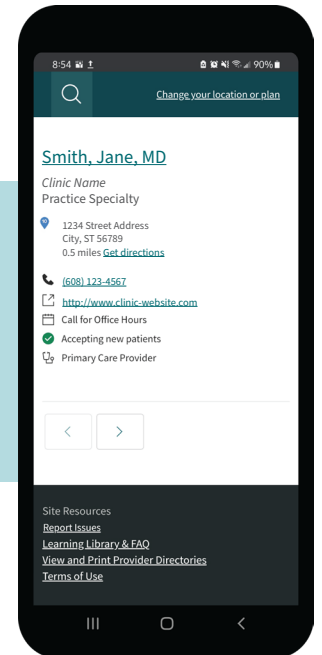 8:54
90%
Change your location or plan
Smith, Jane, MD
Clinic Name
Practice Specialty
1234 Street Address
City, ST 56789
0.5 miles Get directions
(608) 123-4567
http://www.clinic-website.com
Call for Office Hours
Accepting new patients
Primary Care Provider
Site Resources
Report Issues
Learning Library & FAQ
View and Print Provider Directories
Terms of Use